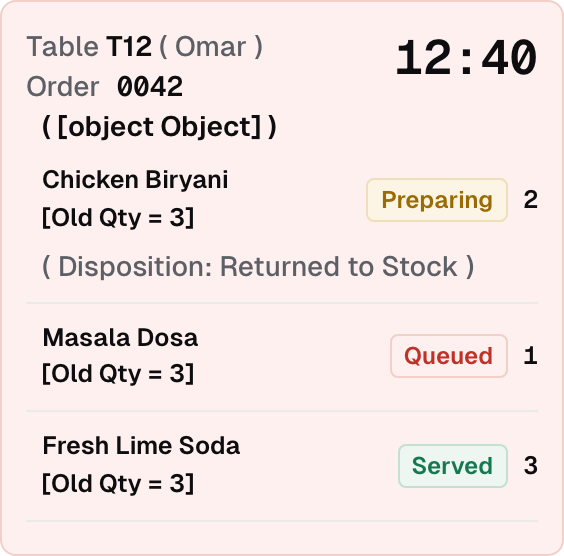 Table T12 ( Omar )
12:40
Order 0042
( [object Object] )
Chicken Biryani
[Old Qty = 3]
Preparing 2
( Disposition: Returned to Stock )
Masala Dosa
[Old Qty = 3]
Queued 1
Fresh Lime Soda
[Old Qty = 3]
Served 3